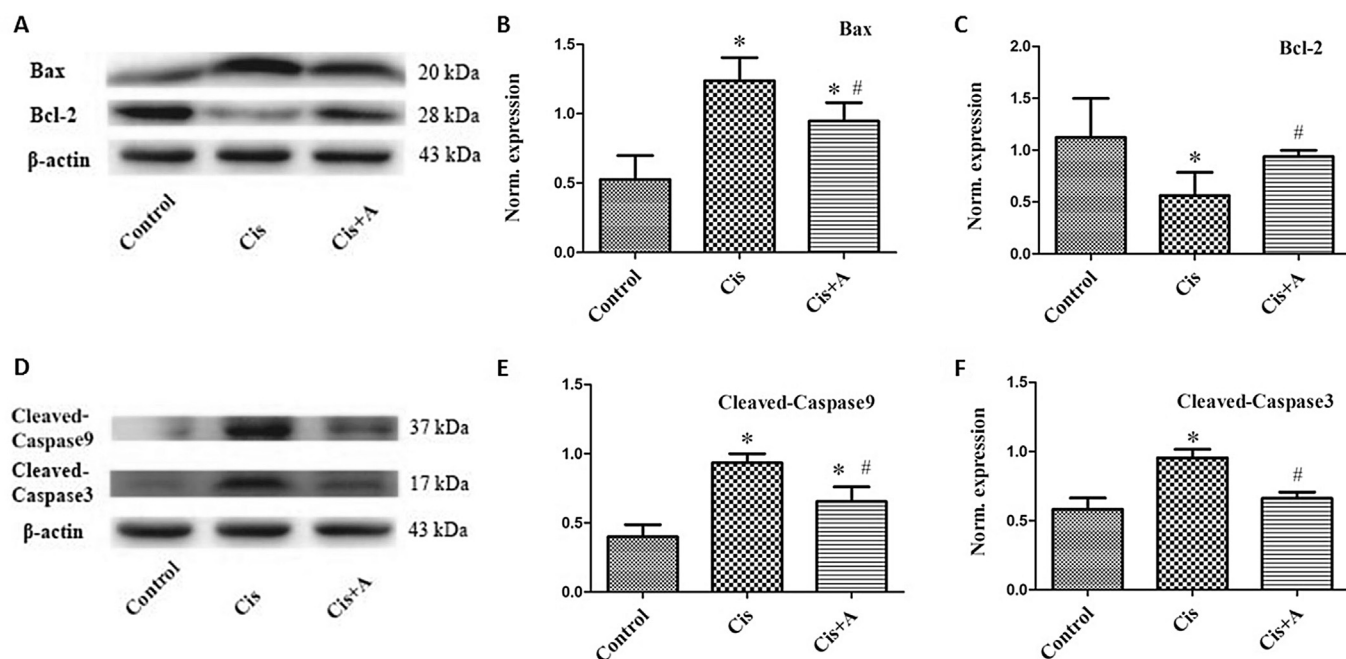 A
Bax
20 kDa
Bcl-2
28 kDa
β-actin
43 kDa
Control
Cis
Cis+A
B
Bax
Norm. expression
1.5
1.0
0.5
0.0
*
* #
Control
Cis
Cis+A
C
Bcl-2
Norm. expression
2.0
1.5
1.0
0.5
0.0
*
#
Control
Cis
Cis+A
D
Cleaved-
Caspase9
37 kDa
Cleaved-
Caspase3
17 kDa
β-actin
43 kDa
Control
Cis
Cis+A
E
Cleaved-Caspase9
Norm. expression
1.5
1.0
0.5
0.0
*
* #
Control
Cis
Cis+A
F
Cleaved-Caspase3
Norm. expression
1.5
1.0
0.5
0.0
*
#
Control
Cis
Cis+A